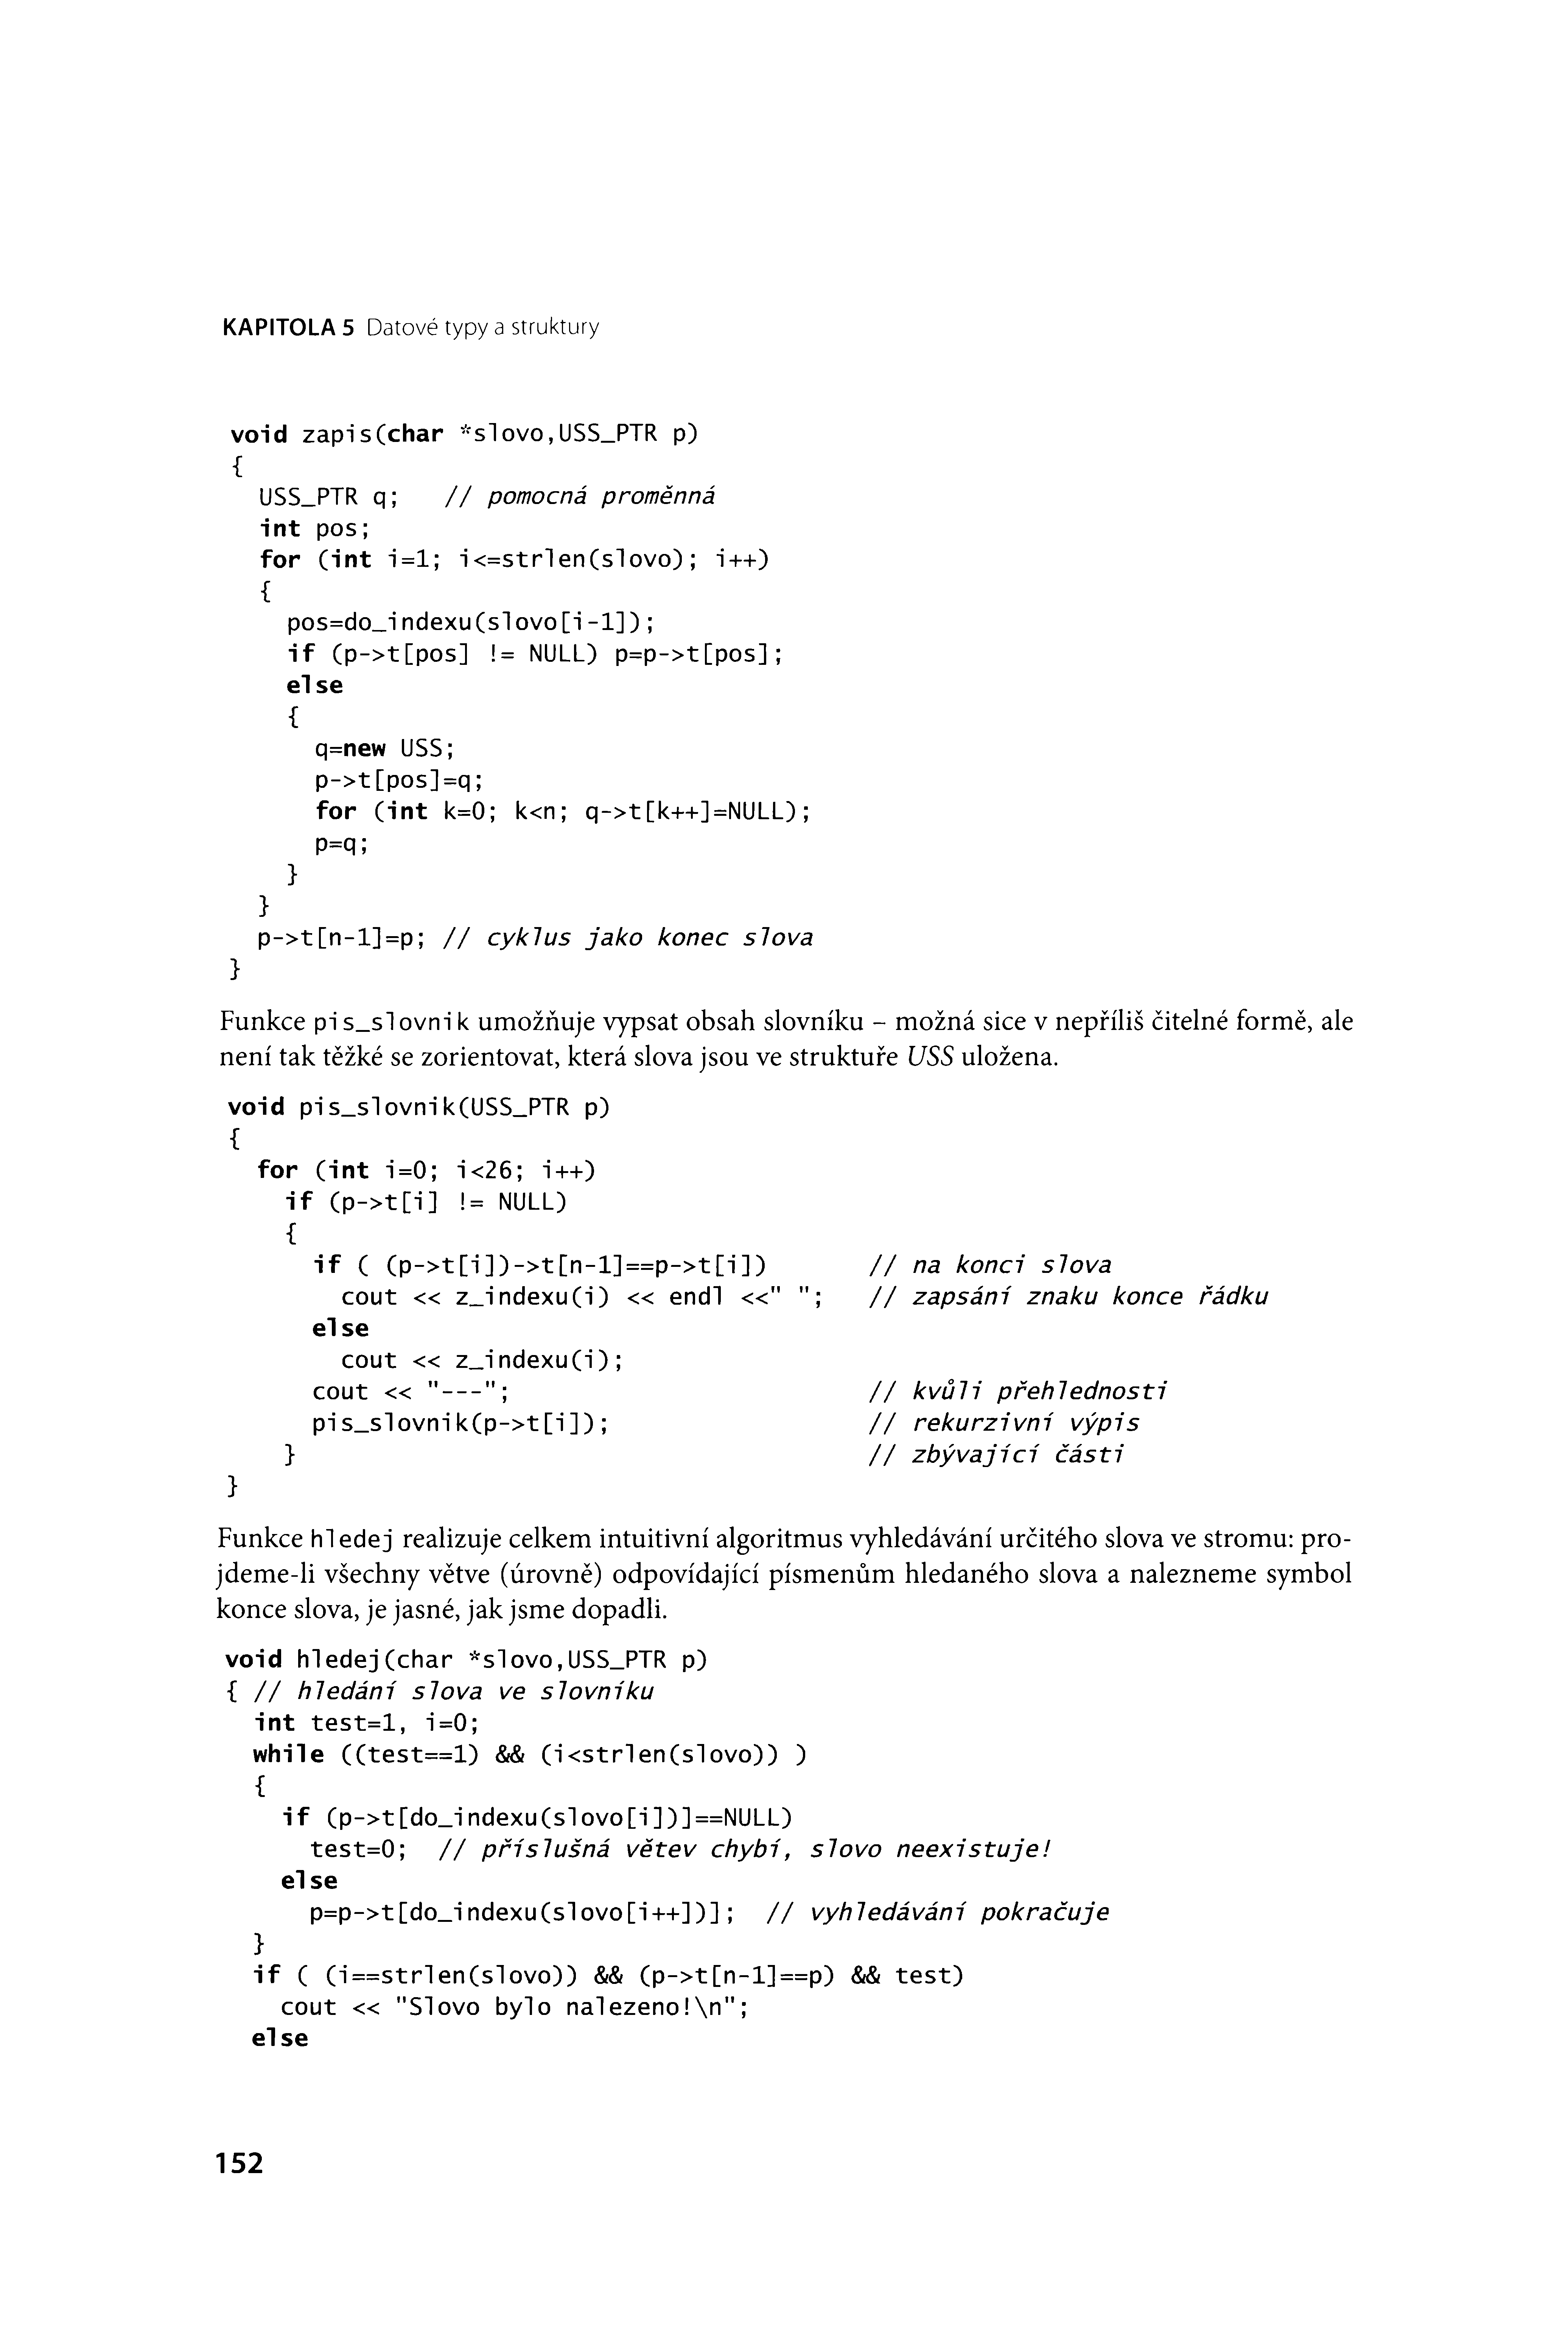 KAPITOLA 5 Datové typy a struktury
void zapis(char *slovo,USS_PTR p)
{
  USS_PTR q;   // pomocná proměnná
  int pos;
  for (int i=1; i<=strlen(slovo); i++)
  {
    pos=do_indexu(slovo[i-1]);
    if (p->t[pos] != NULL) p=p->t[pos];
    else
    {
      q=new USS;
      p->t[pos]=q;
      for (int k=0; k<n; q->t[k++]=NULL);
      p=q;
    }
  }
  p->t[n-1]=p; // cyklus jako konec slova
}
Funkce pis_slovnik umožňuje vypsat obsah slovníku – možná sice v nepříliš čitelné formě, ale
není tak těžké se zorientovat, která slova jsou ve struktuře USS uložena.
void pis_slovnik(USS_PTR p)
{
  for (int i=0; i<26; i++)
    if (p->t[i] != NULL)
    {
      if ( (p->t[i])->t[n-1]==p->t[i])       // na konci slova
        cout << z_indexu(i) << endl <<" ";   // zapsání znaku konce řádku
      else
        cout << z_indexu(i);
      cout << "---";                         // kvůli přehlednosti
      pis_slovnik(p->t[i]);                  // rekurzivní výpis
    }                                        // zbývající části
}
Funkce hledej realizuje celkem intuitivní algoritmus vyhledávání určitého slova ve stromu: pro-
jdeme-li všechny větve (úrovně) odpovídající písmenům hledaného slova a nalezneme symbol
konce slova, je jasné, jak jsme dopadli.
void hledej(char *slovo,USS_PTR p)
{ // hledání slova ve slovníku
  int test=1, i=0;
  while ((test==1) && (i<strlen(slovo)) )
  {
    if (p->t[do_indexu(slovo[i])]==NULL)
      test=0;  // příslušná větev chybí, slovo neexistuje!
    else
      p=p->t[do_indexu(slovo[i++])];  // vyhledávání pokračuje
  }
  if ( (i==strlen(slovo)) && (p->t[n-1]==p) && test)
    cout << "Slovo bylo nalezeno!\n";
  else
152